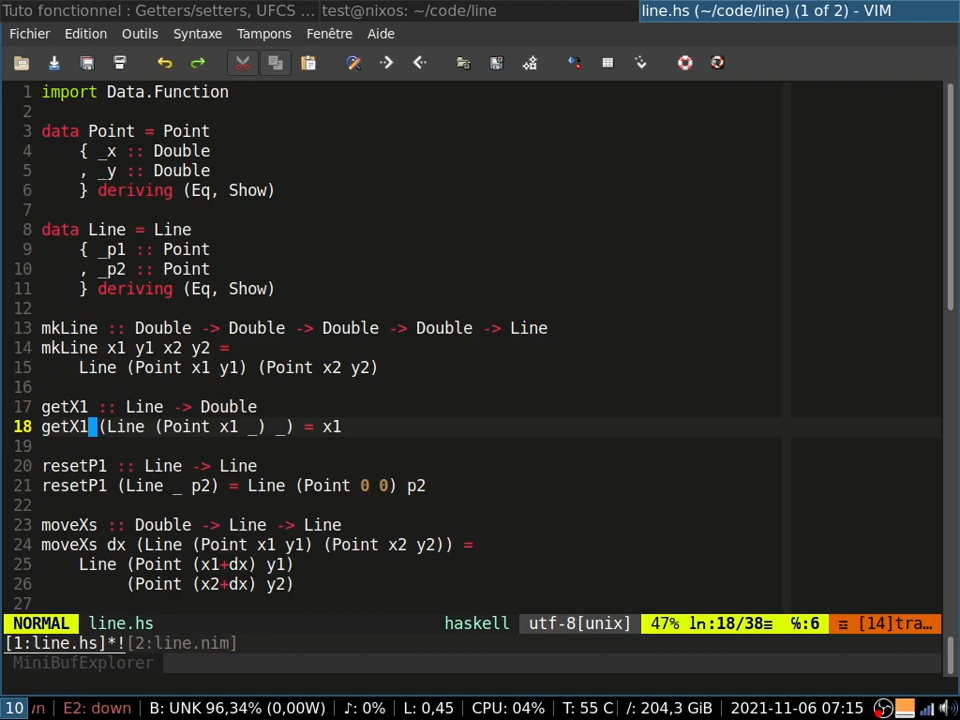 Tuto fonctionnel : Getters/setters, UFCS ... test@nixos: ~/code/line line.hs (~/code/line) (1 of 2) - VIM
Fichier Edition Outils Syntaxe Tampons Fenêtre Aide
1 import Data.Function
2
3 data Point = Point
4 { _x :: Double
5 , _y :: Double
6 } deriving (Eq, Show)
7
8 data Line = Line
9 { _p1 :: Point
10 , _p2 :: Point
11 } deriving (Eq, Show)
12
13 mkLine :: Double -> Double -> Double -> Double -> Line
14 mkLine x1 y1 x2 y2 =
15 Line (Point x1 y1) (Point x2 y2)
16
17 getX1 :: Line -> Double
18 getX1 (Line (Point x1 _) _) = x1
19
20 resetP1 :: Line -> Line
21 resetP1 (Line _ p2) = Line (Point 0 0) p2
22
23 moveXs :: Double -> Line -> Line
24 moveXs dx (Line (Point x1 y1) (Point x2 y2)) =
25 Line (Point (x1+dx) y1)
26 (Point (x2+dx) y2)
27
NORMAL line.hs haskell utf-8[unix] 47% ln:18/38≡ ℅:6 ☲ [14]tra…
[1:line.hs]*![2:line.nim]
MiniBufExplorer
10 wn E2: down B: UNK 96,34% (0,00W) ♪: 0% L: 0,45 CPU: 04% T: 55 C /: 204,3 GiB 2021-11-06 07:15